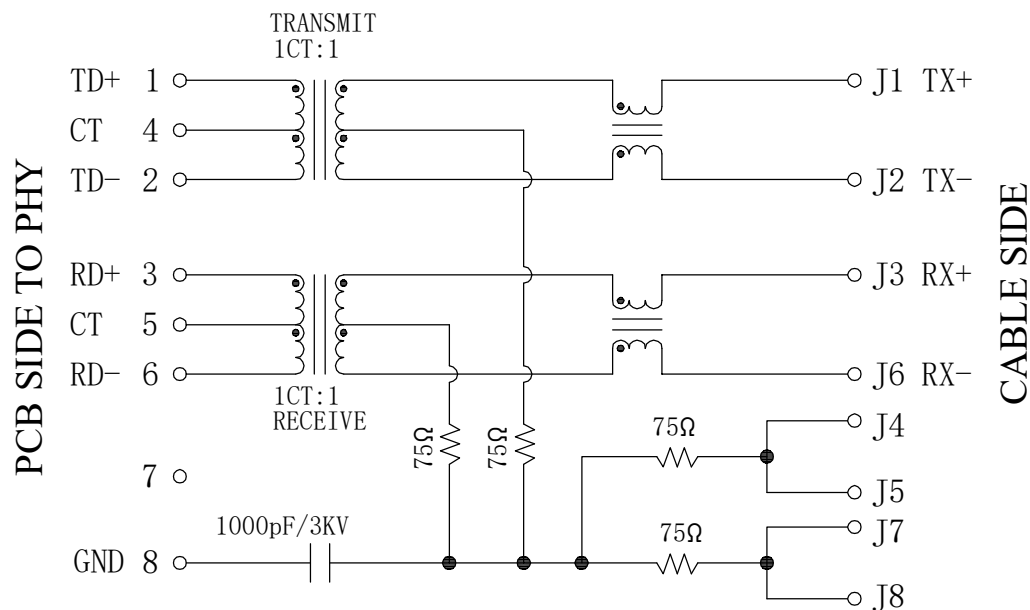 TRANSMIT
1CT:1
TD+ 1
CT 4
TD- 2
J1 TX+
J2 TX-
RD+ 3
CT 5
RD- 6
J3 RX+
J6 RX-
1CT:1
RECEIVE
PCB SIDE TO PHY
CABLE SIDE
75Ω
75Ω
75Ω
J4
J5
7
1000pF/3KV
GND 8
75Ω
J7
J8